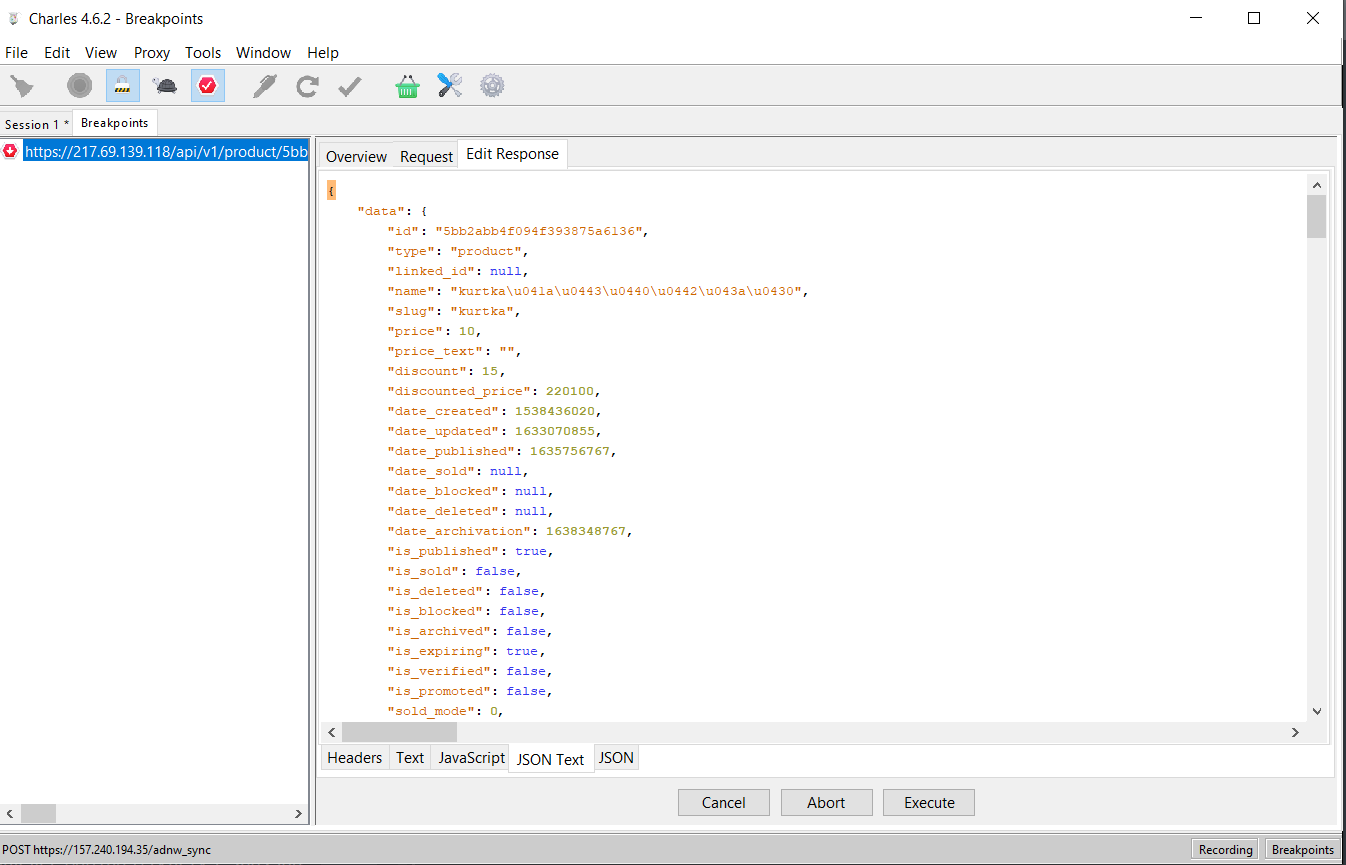 Charles 4.6.2 - Breakpoints
File Edit View Proxy Tools Window Help
Session 1 * Breakpoints
https://217.69.139.118/api/v1/product/5bb
Overview Request Edit Response
{
"data": {
"id": "5bb2abb4f094f393875a6136",
"type": "product",
"linked_id": null,
"name": "kurtka\u041a\u0443\u0440\u0442\u043a\u0430",
"slug": "kurtka",
"price": 10,
"price_text": "",
"discount": 15,
"discounted_price": 220100,
"date_created": 1538436020,
"date_updated": 1633070855,
"date_published": 1635756767,
"date_sold": null,
"date_blocked": null,
"date_deleted": null,
"date_archivation": 1638348767,
"is_published": true,
"is_sold": false,
"is_deleted": false,
"is_blocked": false,
"is_archived": false,
"is_expiring": true,
"is_verified": false,
"is_promoted": false,
"sold_mode": 0,
Headers Text JavaScript JSON Text JSON
Cancel Abort Execute
POST https://157.240.194.35/adnw_sync
Recording Breakpoints